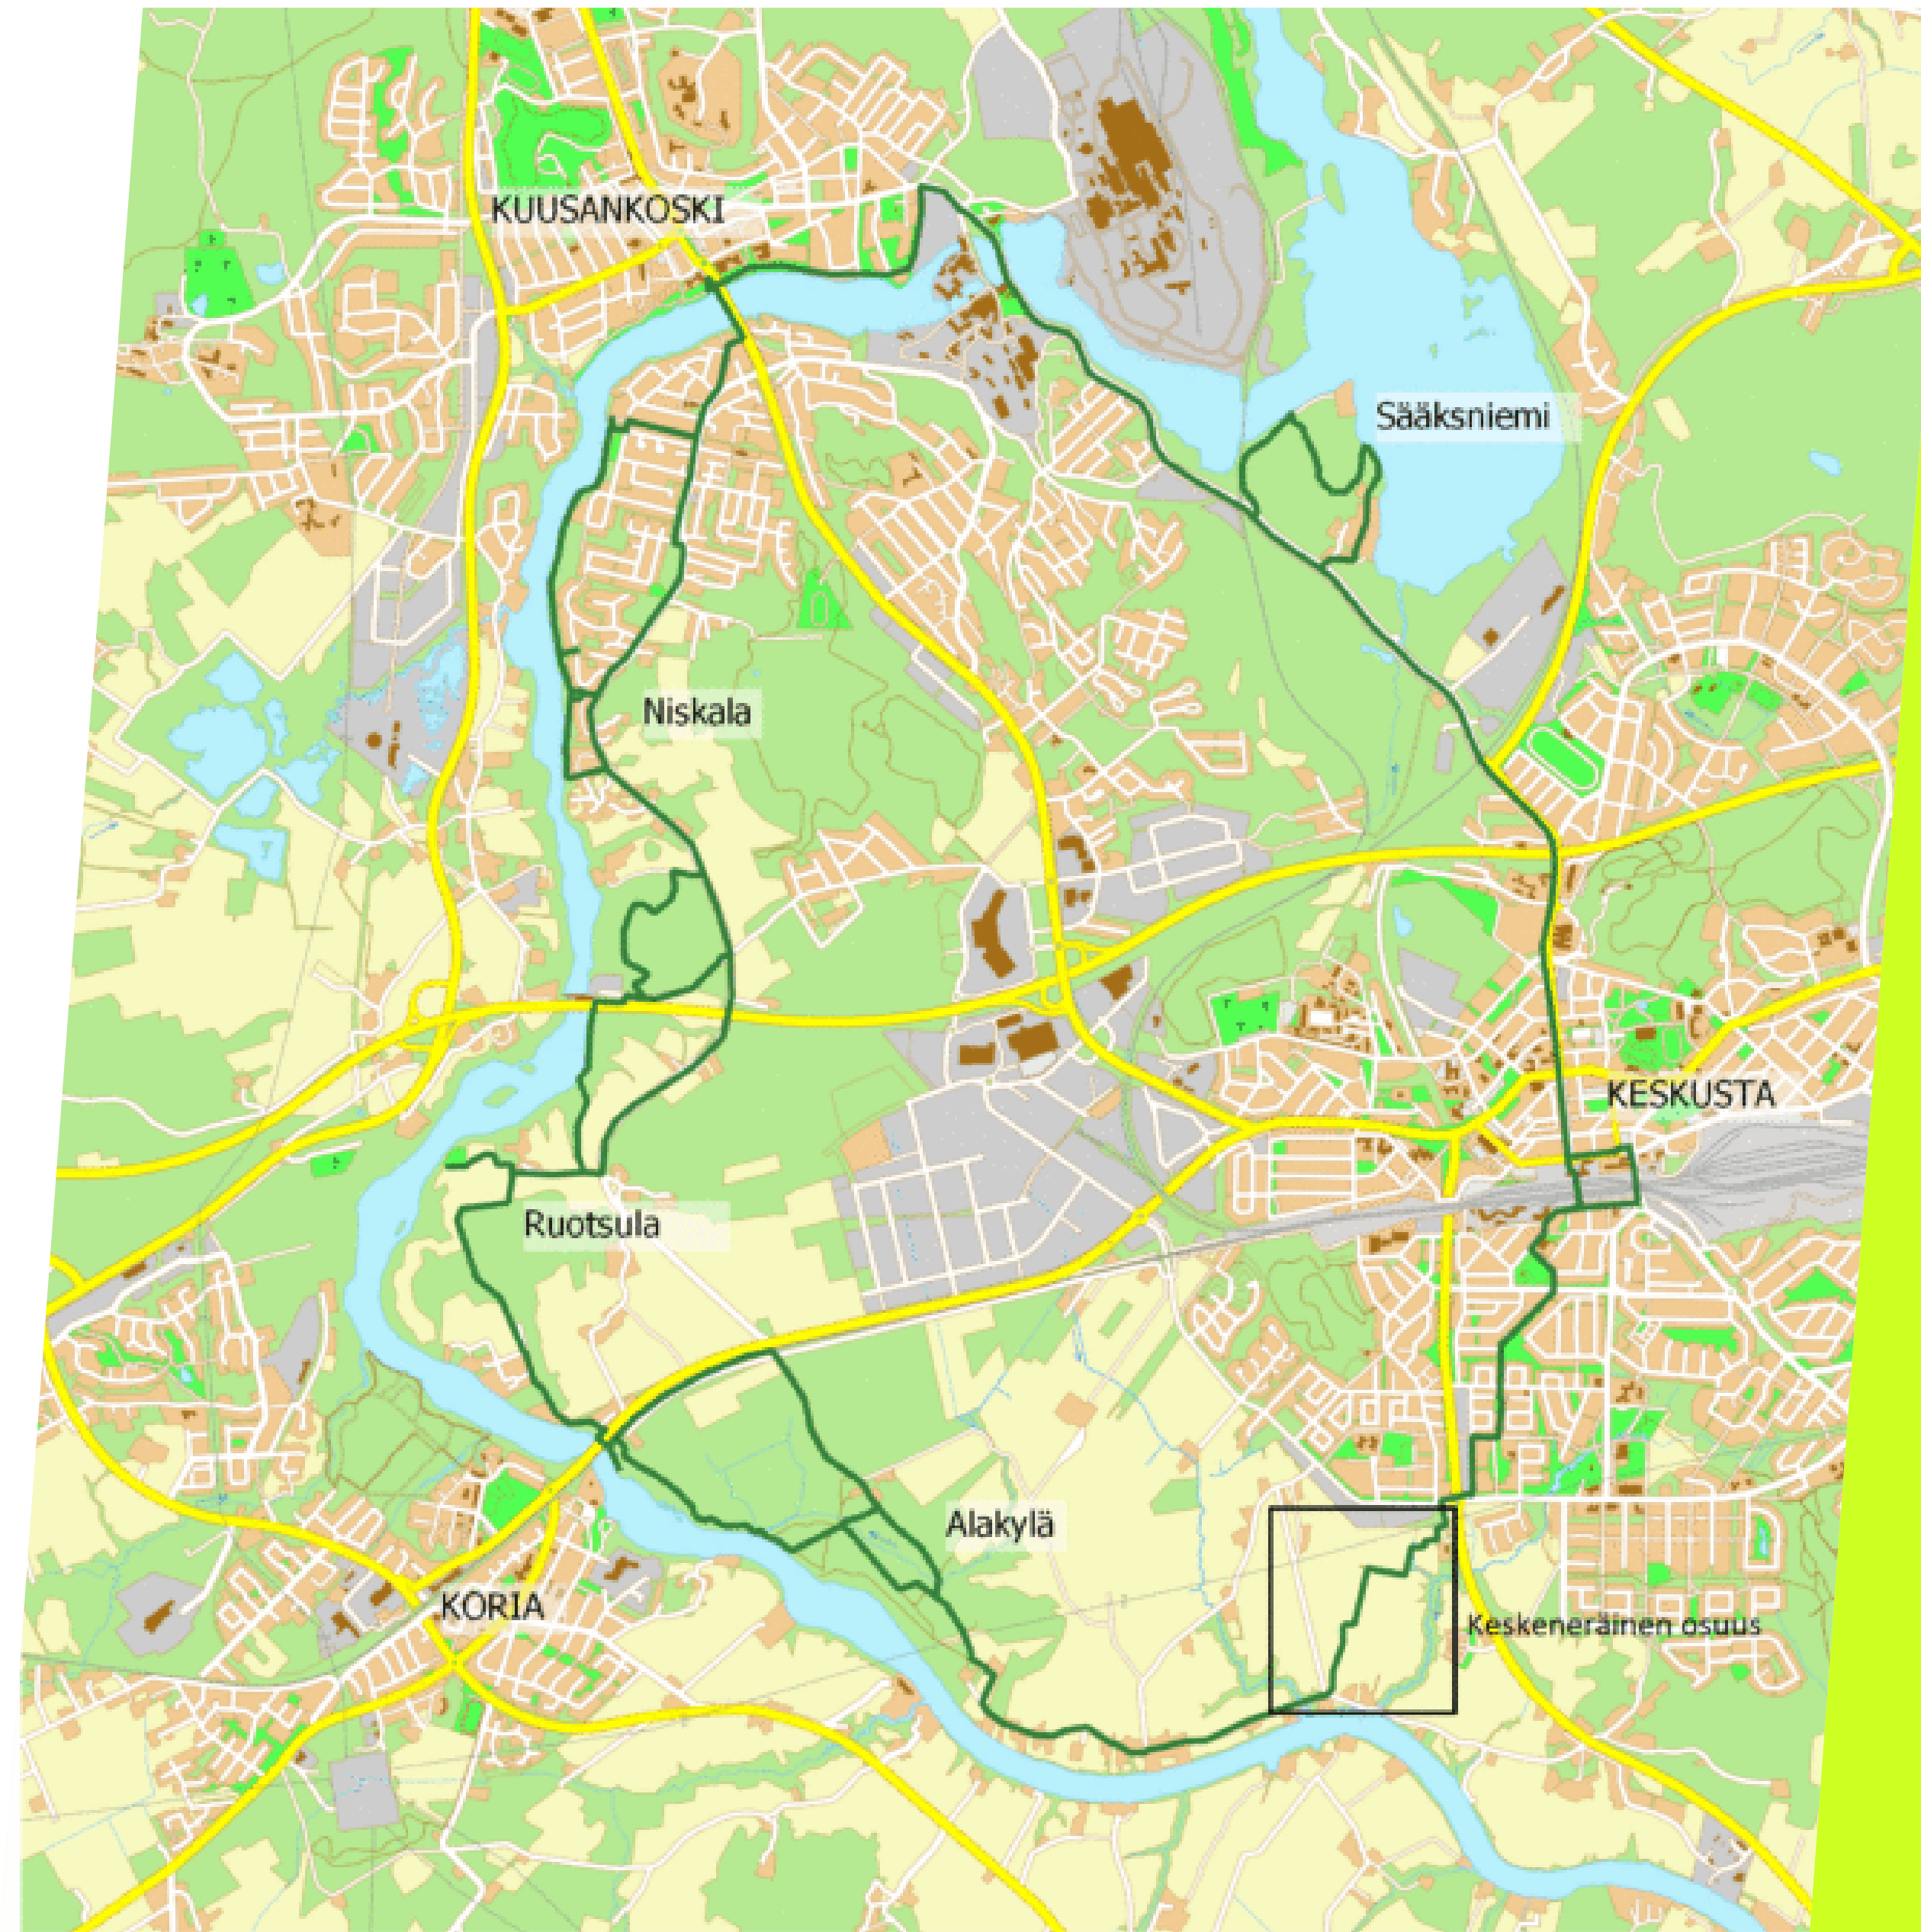 KUUSANKOSKI
Sääksniemi
Niskala
KESKUSTA
Ruotsula
Alakylä
KORIA
Keskeneräinen osuus